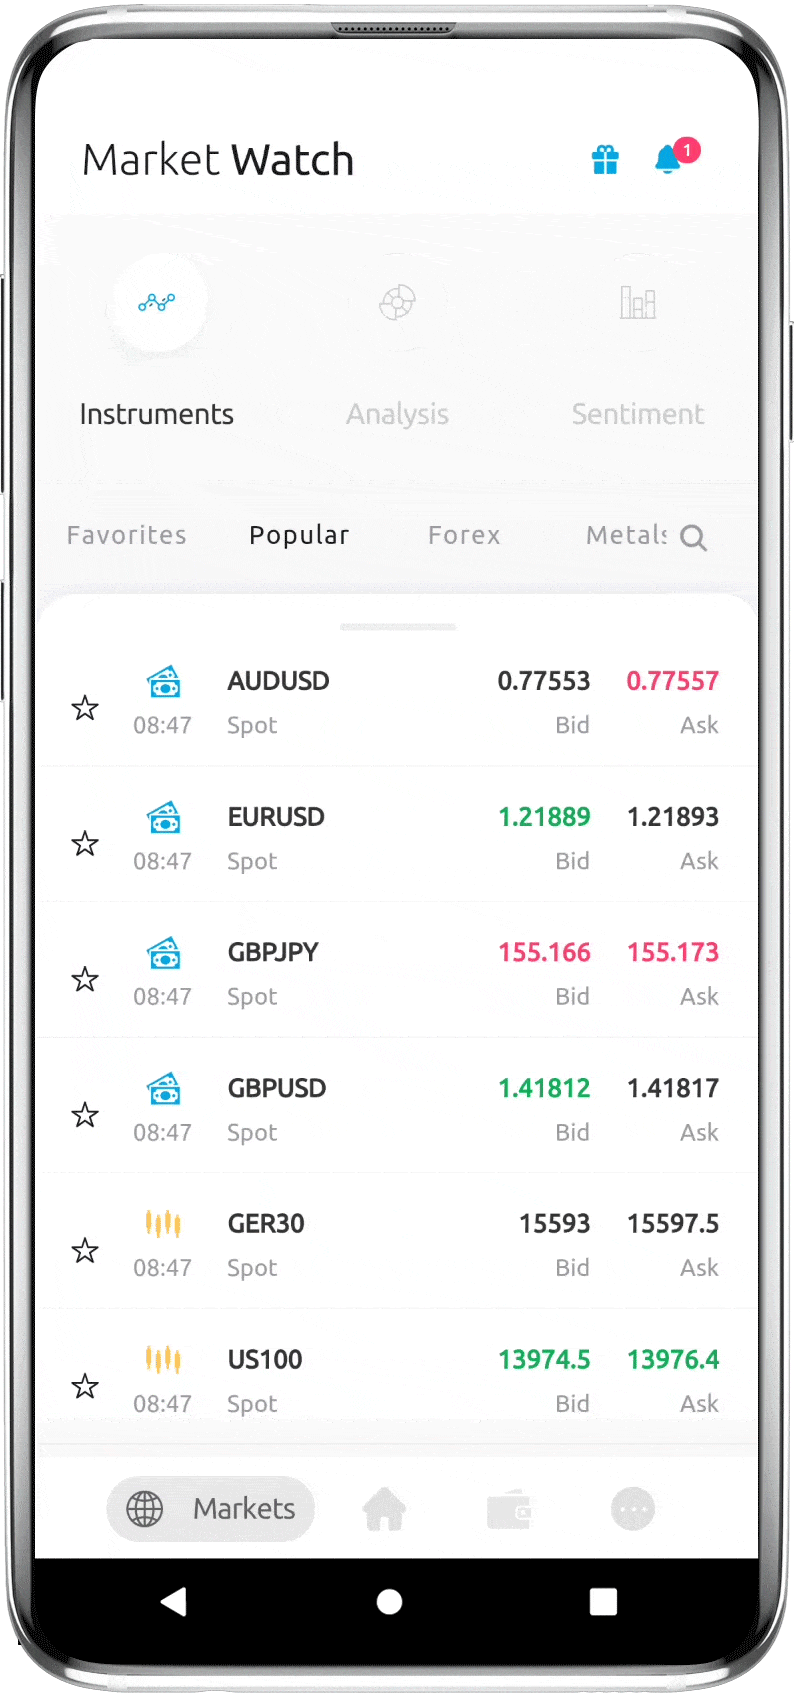 Market Watch
1
Instruments Analysis Sentiment
Favorites Popular Forex Metals
AUDUSD 0.77553 0.77557
08:47 Spot Bid Ask
EURUSD 1.21889 1.21893
08:47 Spot Bid Ask
GBPJPY 155.166 155.173
08:47 Spot Bid Ask
GBPUSD 1.41812 1.41817
08:47 Spot Bid Ask
GER30 15593 15597.5
08:47 Spot Bid Ask
US100 13974.5 13976.4
08:47 Spot Bid Ask
Markets